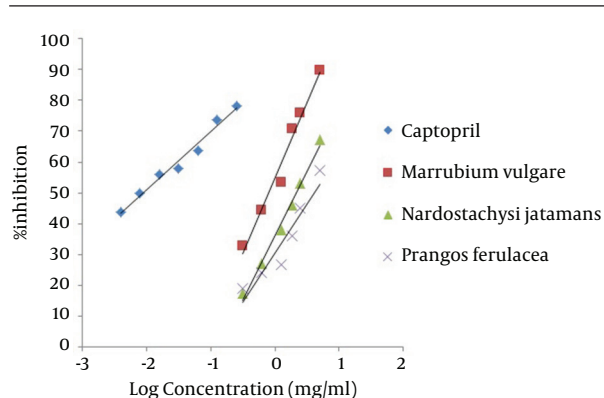 100
90
80
70
60
50
40
30
20
10
0
%inhibition
-3
-2
-1
0
1
2
Log Concentration (mg/ml)
Captopril
Marrubium vulgare
Nardostachysi jatamans
Prangos ferulacea